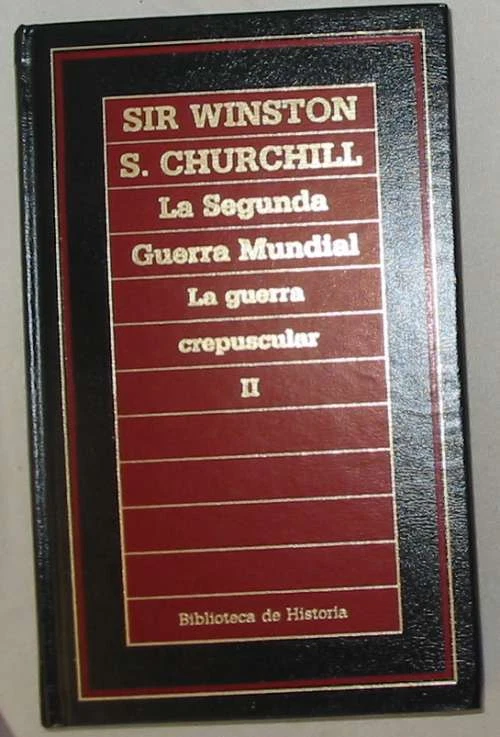 SIR WINSTON
S. CHURCHILL
La Segunda
Guerra Mundial
La guerra
crepuscular
II
Biblioteca de Historia